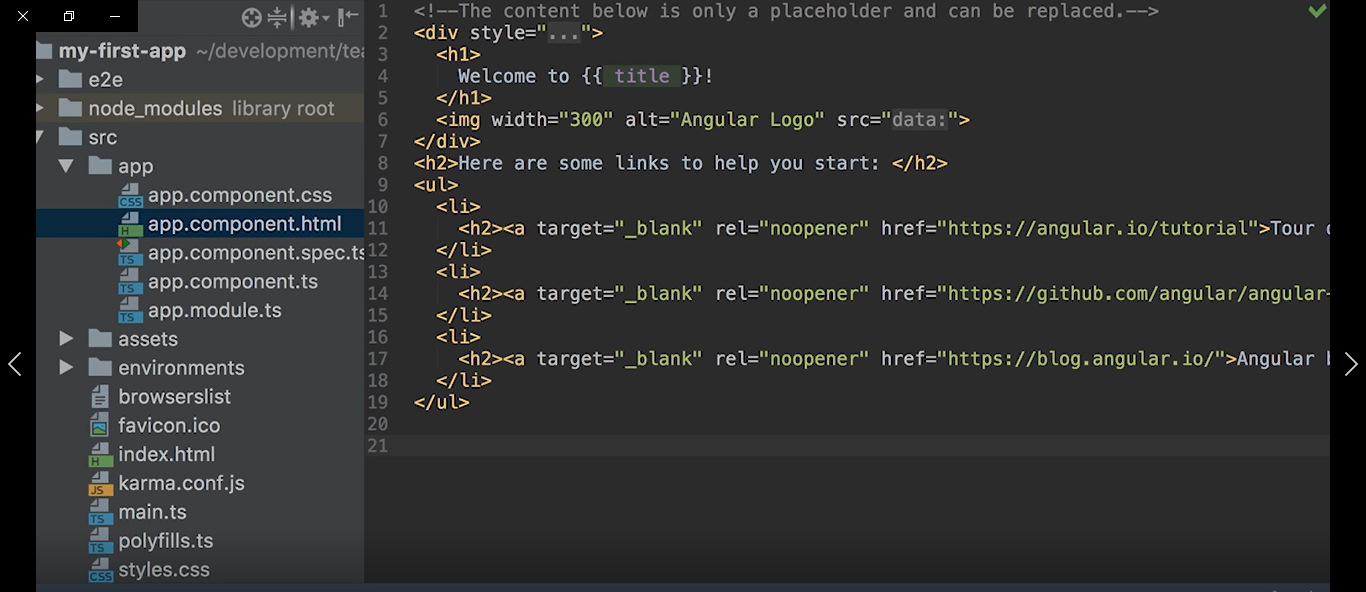 my-first-app ~/development/tea
e2e
node_modules library root
src
app
app.component.css
app.component.html
app.component.spec.ts
app.component.ts
app.module.ts
assets
environments
browserslist
favicon.ico
index.html
karma.conf.js
main.ts
polyfills.ts
styles.css
1 <!--The content below is only a placeholder and can be replaced.-->
2 <div style="...">
3   <h1>
4     Welcome to {{ title }}!
5   </h1>
6   <img width="300" alt="Angular Logo" src="data:">
7 </div>
8 <h2>Here are some links to help you start: </h2>
9 <ul>
10   <li>
11     <h2><a target="_blank" rel="noopener" href="https://angular.io/tutorial">Tour
12   </li>
13   <li>
14     <h2><a target="_blank" rel="noopener" href="https://github.com/angular/angular-
15   </li>
16   <li>
17     <h2><a target="_blank" rel="noopener" href="https://blog.angular.io/">Angular
18   </li>
19 </ul>
20
21